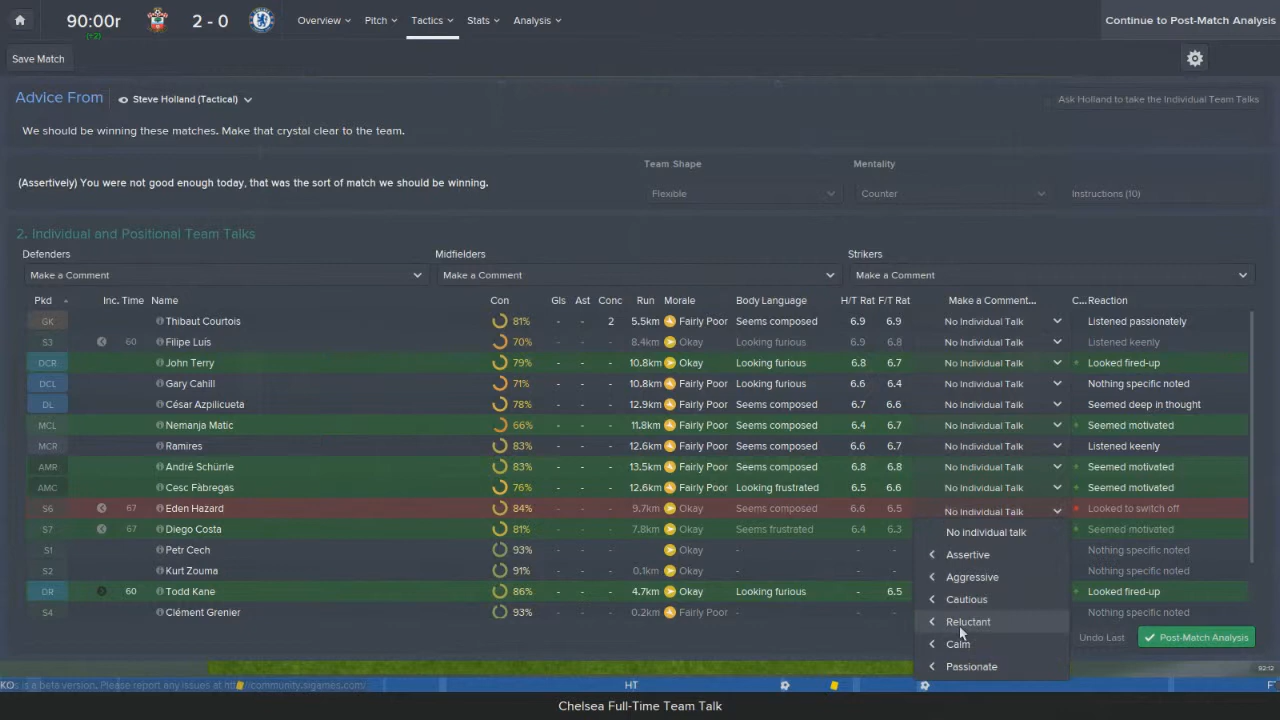 90:00r 2 - 0 Overview Pitch Tactics Stats Analysis Continue to Post-Match Analysis
(+2)
Save Match
Advice From Steve Holland (Tactical) Ask Holland to take the Individual Team Talks
We should be winning these matches. Make that crystal clear to the team.
Team Shape Mentality
(Assertively) You were not good enough today, that was the sort of match we should be winning.
Flexible Counter Instructions (10)
2. Individual and Positional Team Talks
Defenders Midfielders Strikers
Make a Comment Make a Comment Make a Comment
Pkd Inc. Time Name Con Gls Ast Conc Run Morale Body Language H/T Rat F/T Rat Make a Comment... C... Reaction
GK Thibaut Courtois 81% - - 2 5.5km Fairly Poor Seems composed 6.9 6.9 No Individual Talk Listened passionately
S3 60 Filipe Luís 70% - - - 8.4km Okay Looking furious 6.9 6.8 No Individual Talk Listened keenly
DCR John Terry 79% - - - 10.8km Okay Looking furious 6.8 6.7 No Individual Talk Looked fired-up
DCL Gary Cahill 71% - - - 10.8km Fairly Poor Looking furious 6.6 6.4 No Individual Talk Nothing specific noted
DL César Azpilicueta 78% - - - 12.9km Fairly Poor Seems composed 6.7 6.6 No Individual Talk Seemed deep in thought
MCL Nemanja Matic 66% - - - 11.8km Fairly Poor Seems composed 6.4 6.7 No Individual Talk Seemed motivated
MCR Ramires 83% - - - 12.6km Fairly Poor Seems composed 6.6 6.7 No Individual Talk Listened keenly
AMR André Schürrle 83% - - - 13.5km Fairly Poor Seems composed 6.8 6.8 No Individual Talk Seemed motivated
AMC Cesc Fàbregas 76% - - - 12.6km Fairly Poor Looking frustrated 6.5 6.6 No Individual Talk Seemed motivated
S6 67 Eden Hazard 84% - - - 9.7km Okay Seems composed 6.6 6.5 No Individual Talk Looked to switch off
S7 67 Diego Costa 81% - - - 7.8km Okay Seems frustrated 6.4 6.3 No individual talk Seemed motivated
S1 Petr Cech 93% Okay - - - Assertive Nothing specific noted
S2 Kurt Zouma 91% - - - 0.1km Okay - - - Aggressive Nothing specific noted
DR 60 Todd Kane 86% - - - 4.7km Okay Looking furious - 6.5 Cautious Looked fired-up
S4 Clément Grenier 93% - - - 0.2km Fairly Poor - - - Nothing specific noted
Reluctant
Calm Undo Last Post-Match Analysis
Passionate
92:12
KO s is a beta version. Please report any issues at community.sigames.com/ HT
Chelsea Full-Time Team Talk